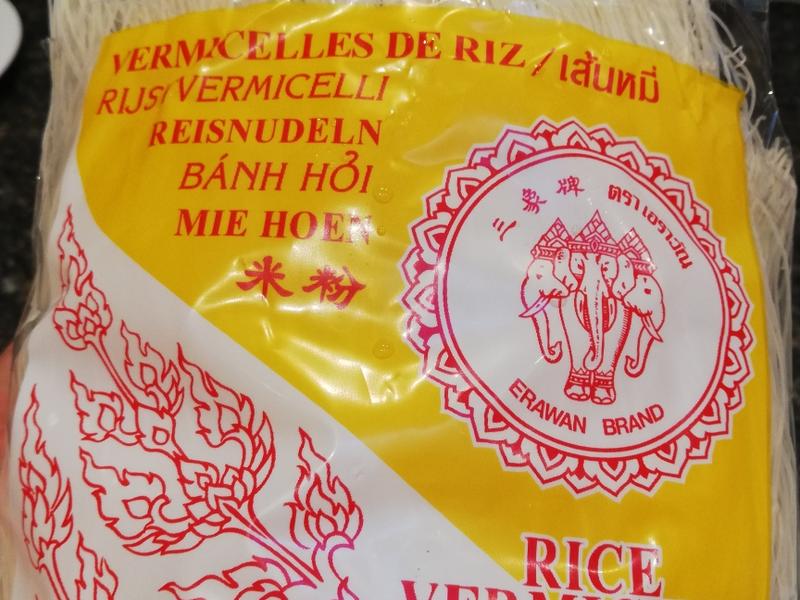 VERMICELLES DE RIZ / เส้นหมี่
RIJSTVERMICELLI
REISNUDELN
BÁNH HỎI
MIE HOEN
米粉
三象牌 ตราเอราวัณ
ERAWAN BRAND
RICE